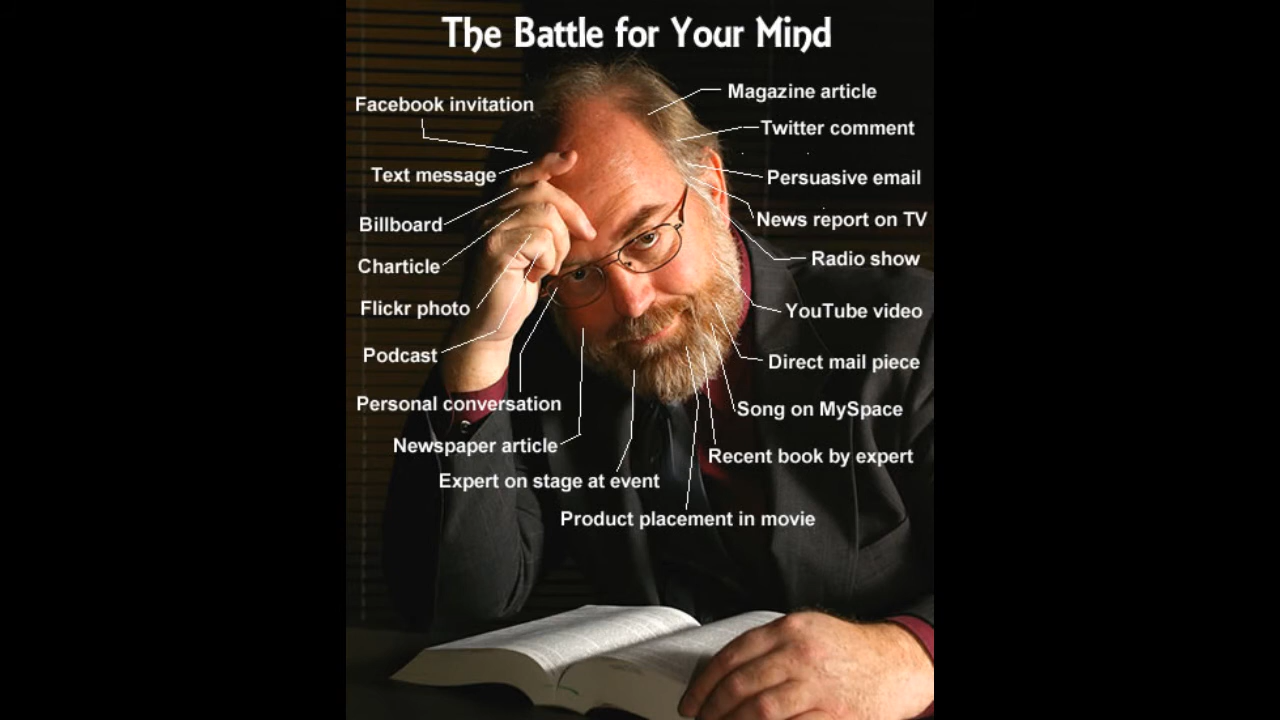 The Battle for Your Mind
Facebook invitation
Text message
Billboard
Charticle
Flickr photo
Podcast
Personal conversation
Newspaper article
Expert on stage at event
Product placement in movie
Magazine article
Twitter comment
Persuasive email
News report on TV
Radio show
YouTube video
Direct mail piece
Song on MySpace
Recent book by expert